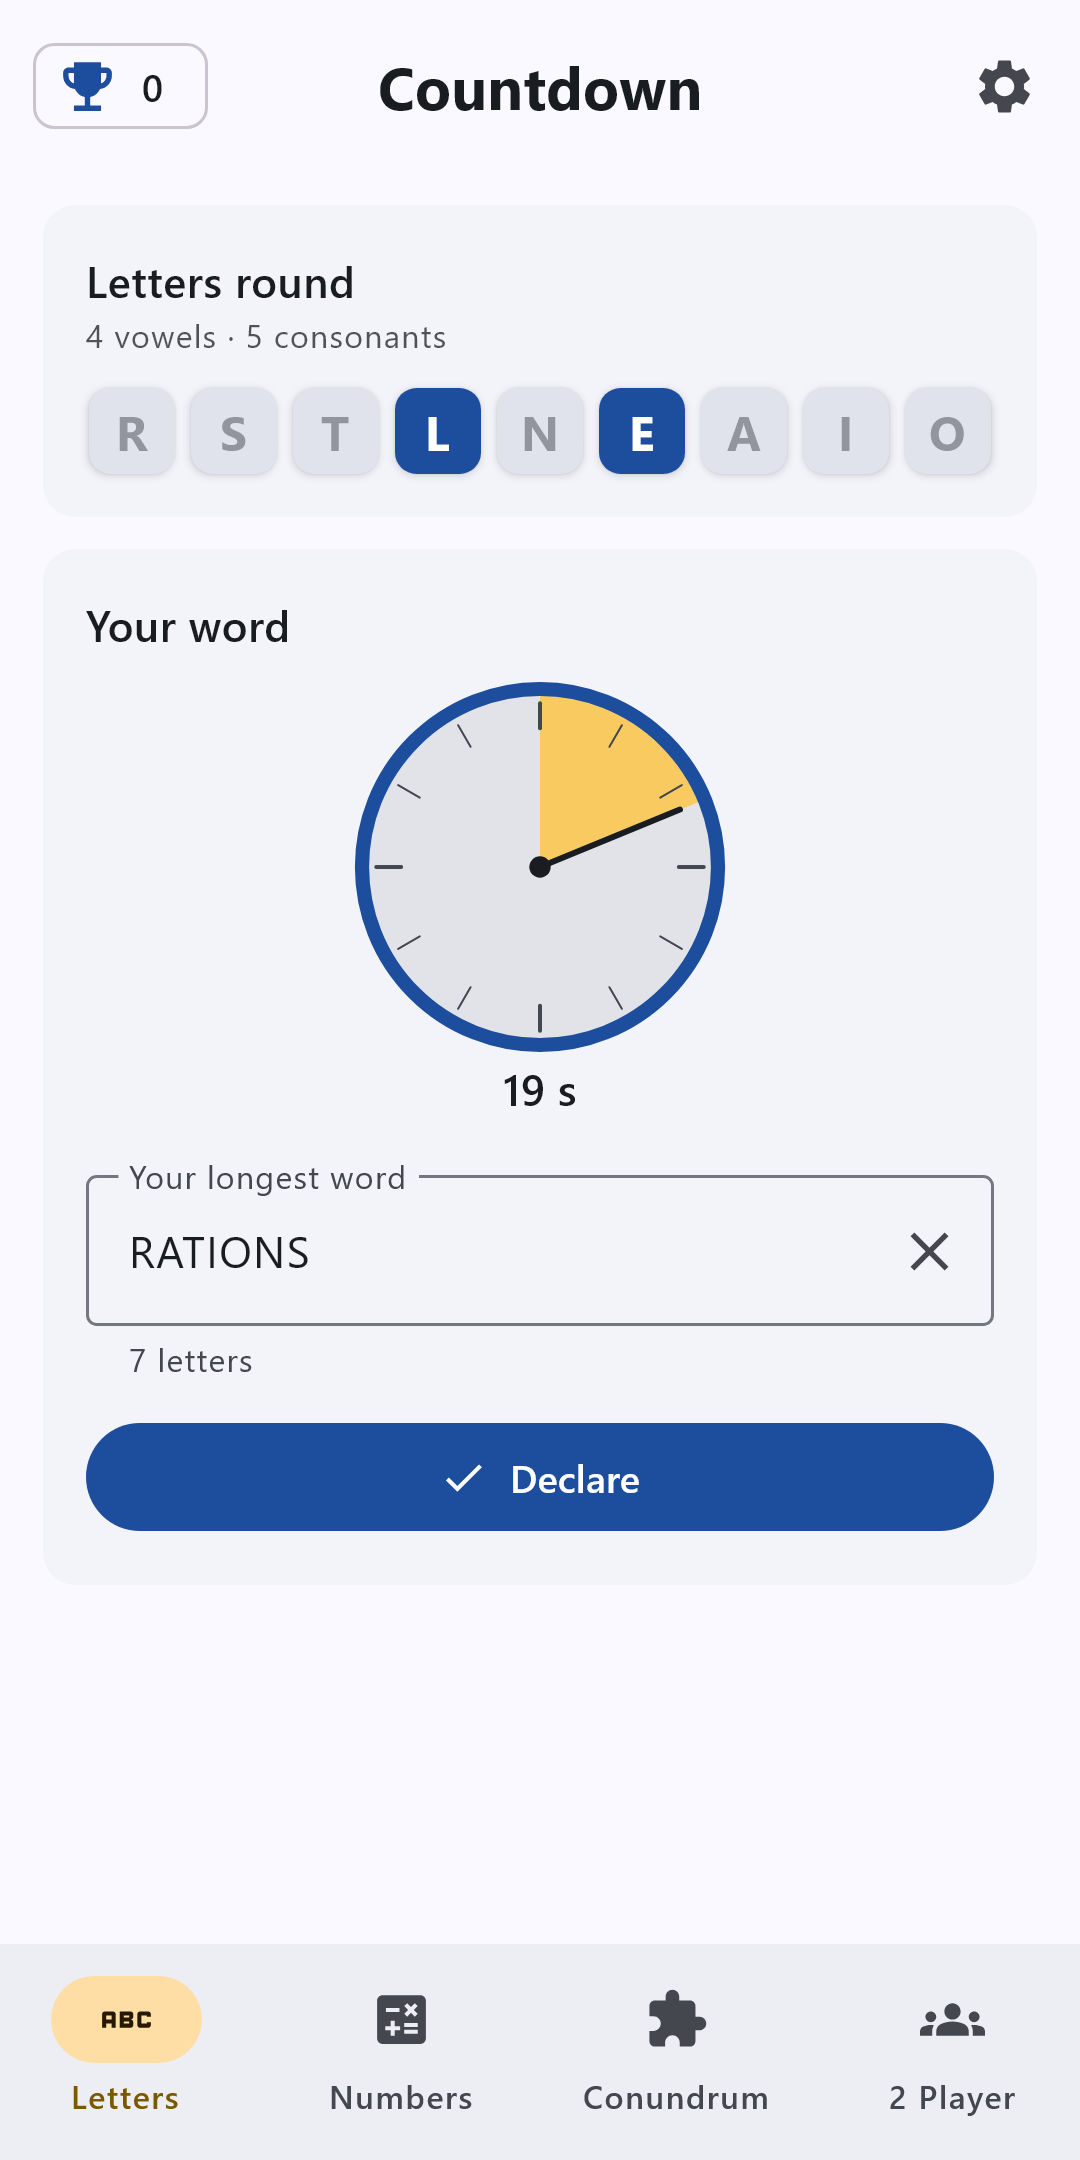 0
Countdown
Letters round
4 vowels · 5 consonants
R S T L N E A I O
Your word
19 s
Your longest word
RATIONS
7 letters
Declare
ABC
Letters Numbers Conundrum 2 Player